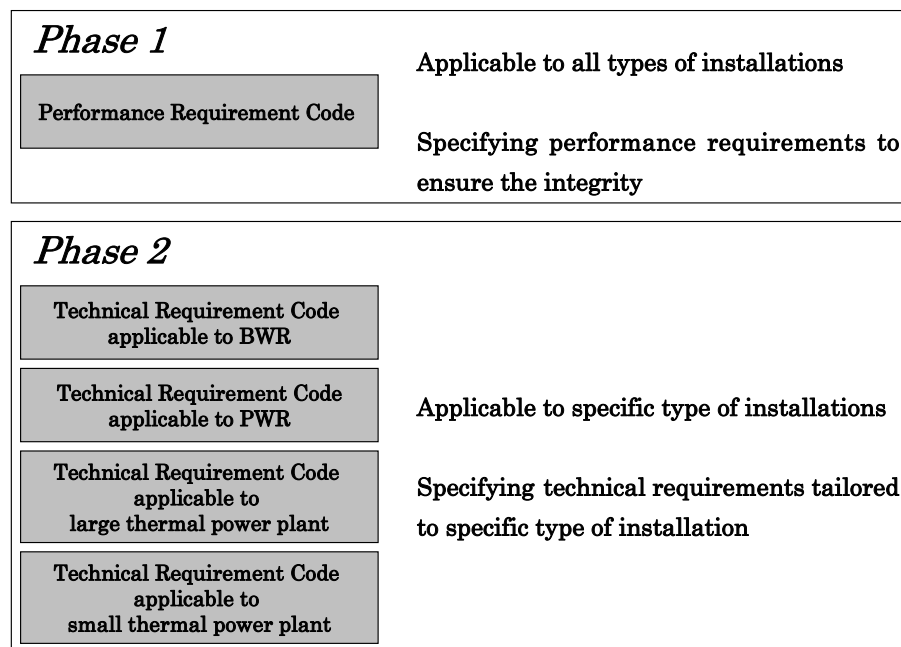 Phase 1
Performance Requirement Code
Applicable to all types of installations
Specifying performance requirements to
ensure the integrity
Phase 2
Technical Requirement Code
applicable to BWR
Technical Requirement Code
applicable to PWR
Technical Requirement Code
applicable to
large thermal power plant
Technical Requirement Code
applicable to
small thermal power plant
Applicable to specific type of installations
Specifying technical requirements tailored
to specific type of installation